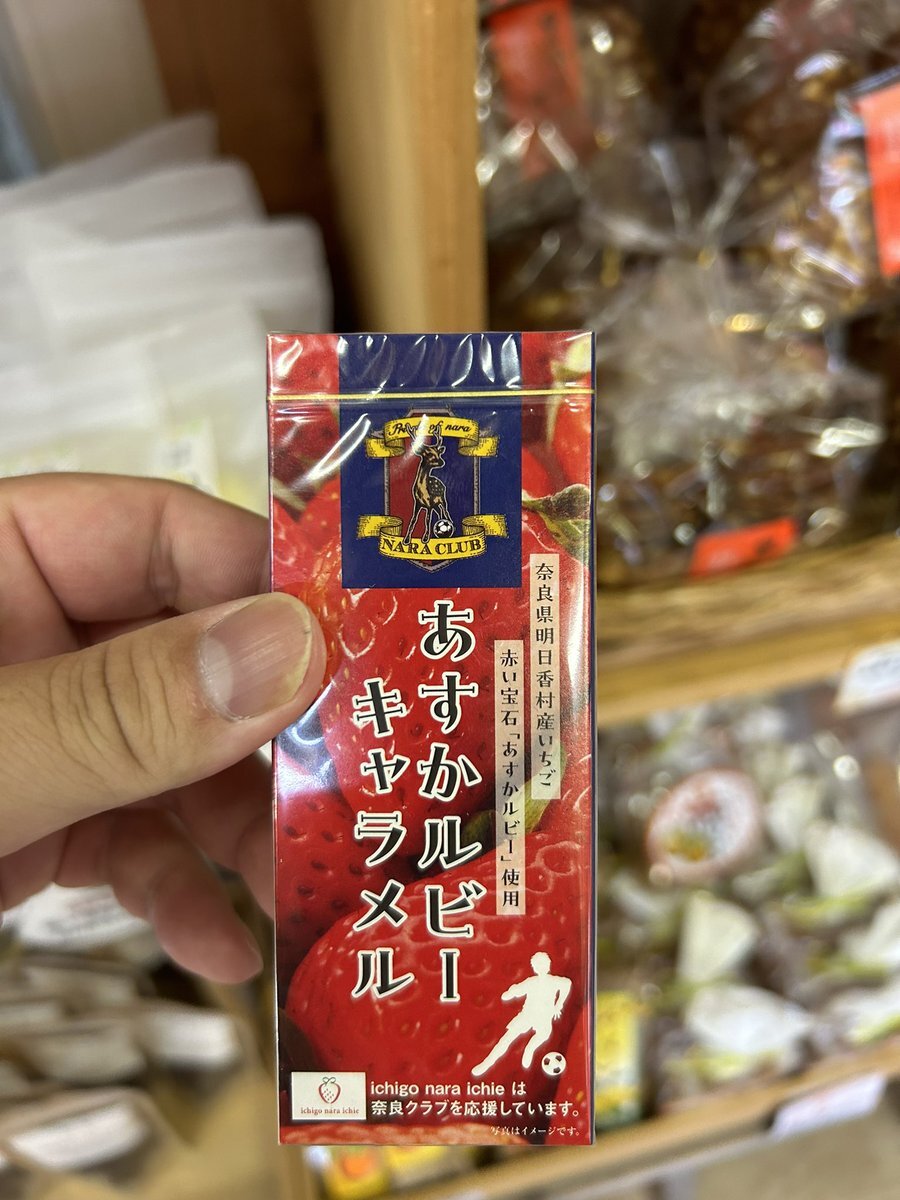 Pride of nara
NARA CLUB
奈良県明日香村産いちご
赤い宝石「あすかルビー」使用
あすかルビー
キャラメル
ichigo nara ichie
ichigo nara ichie は
奈良クラブを応援しています。
写真はイメージです。